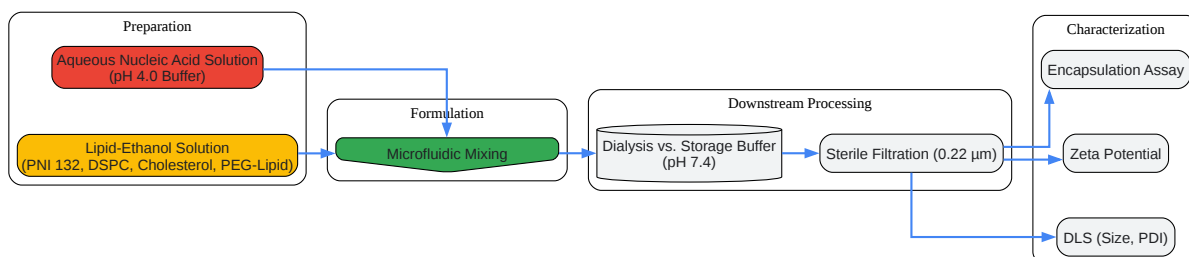 Preparation
Aqueous Nucleic Acid Solution
(pH 4.0 Buffer)
Lipid-Ethanol Solution
(PNI 132, DSPC, Cholesterol, PEG-Lipid)
Formulation
Microfluidic Mixing
Downstream Processing
Dialysis vs. Storage Buffer
(pH 7.4)
Sterile Filtration (0.22 µm)
Characterization
Encapsulation Assay
Zeta Potential
DLS (Size, PDI)